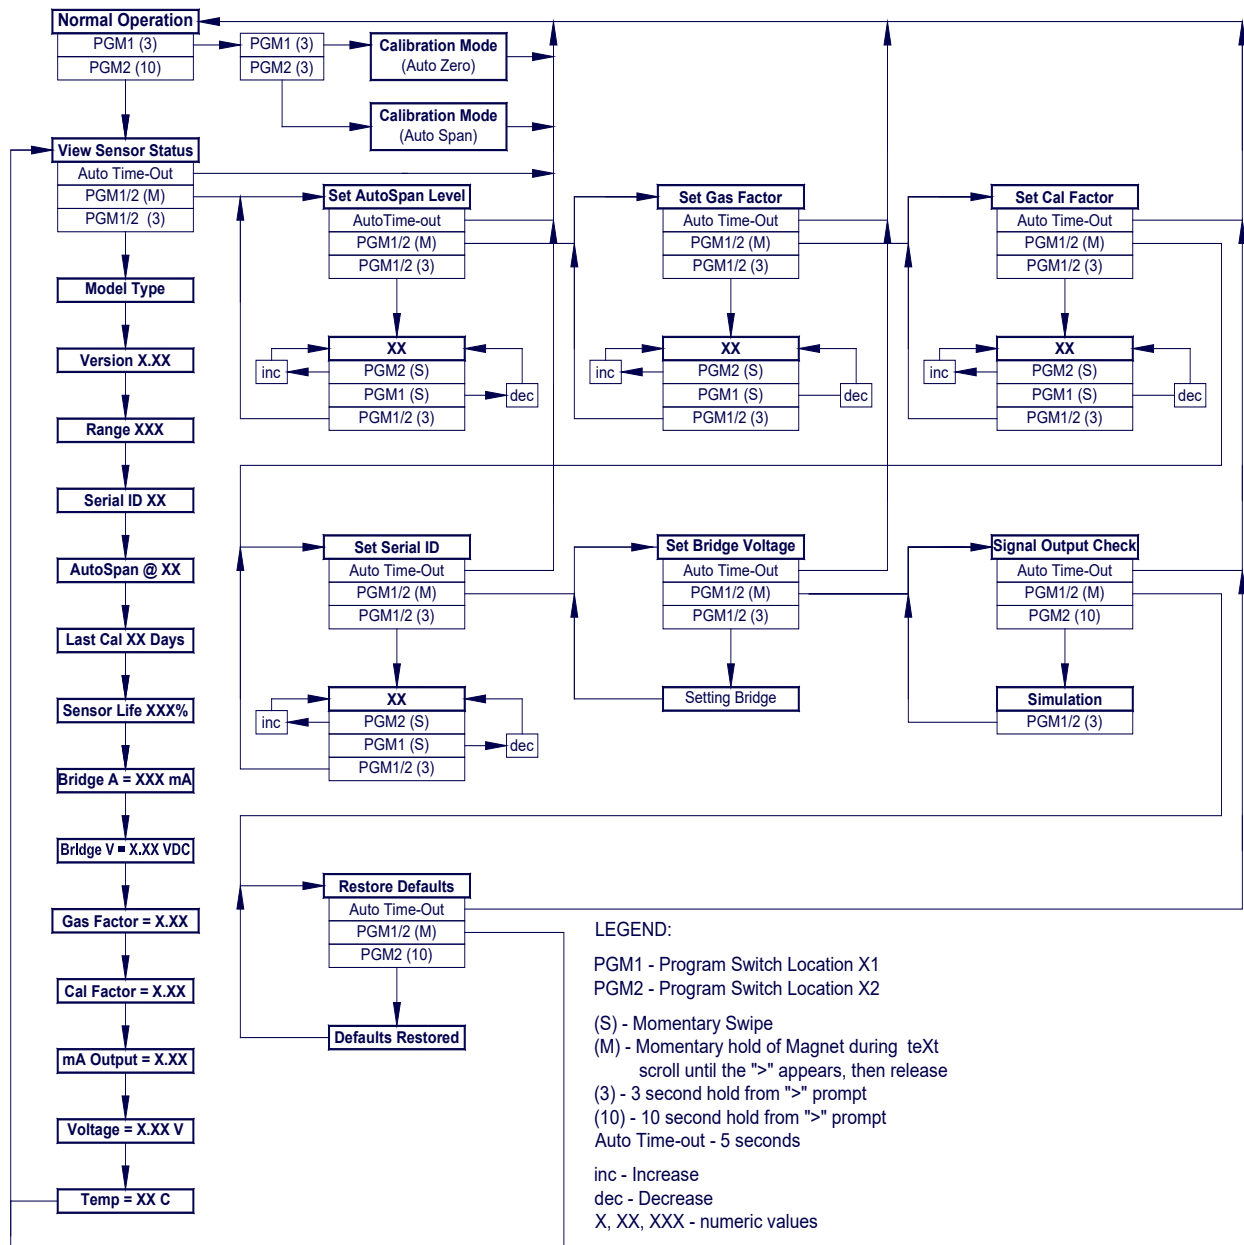 Normal Operation
PGM1 (3)
PGM2 (10)
PGM1 (3)
PGM2 (3)
Calibration Mode
(Auto Zero)
Calibration Mode
(Auto Span)
View Sensor Status
Auto Time-Out
PGM1/2 (M)
PGM1/2 (3)
Model Type
Version X.XX
Range XXX
Serial ID XX
AutoSpan @ XX
Last Cal XX Days
Sensor Life XXX%
Bridge A = XXX mA
Bridge V = X.XX VDC
Gas Factor = X.XX
Cal Factor = X.XX
mA Output = X.XX
Voltage = X.XX V
Temp = XX C
Set AutoSpan Level
AutoTime-out
PGM1/2 (M)
PGM1/2 (3)
XX
PGM2 (S)
PGM1 (S)
PGM1/2 (3)
inc
dec
Set Gas Factor
Auto Time-Out
PGM1/2 (M)
PGM1/2 (3)
XX
PGM2 (S)
PGM1 (S)
PGM1/2 (3)
inc
dec
Set Cal Factor
Auto Time-Out
PGM1/2 (M)
PGM1/2 (3)
XX
PGM2 (S)
PGM1 (S)
PGM1/2 (3)
inc
dec
Set Serial ID
Auto Time-Out
PGM1/2 (M)
PGM1/2 (3)
XX
PGM2 (S)
PGM1 (S)
PGM1/2 (3)
inc
dec
Set Bridge Voltage
Auto Time-Out
PGM1/2 (M)
PGM1/2 (3)
Setting Bridge
Signal Output Check
Auto Time-Out
PGM1/2 (M)
PGM2 (10)
Simulation
PGM1/2 (3)
Restore Defaults
Auto Time-Out
PGM1/2 (M)
PGM2 (10)
Defaults Restored
LEGEND:
PGM1 - Program Switch Location X1
PGM2 - Program Switch Location X2
(S) - Momentary Swipe
(M) - Momentary hold of Magnet during teXt
scroll until the ">" appears, then release
(3) - 3 second hold from ">" prompt
(10) - 10 second hold from ">" prompt
Auto Time-out - 5 seconds
inc - Increase
dec - Decrease
X, XX, XXX - numeric values